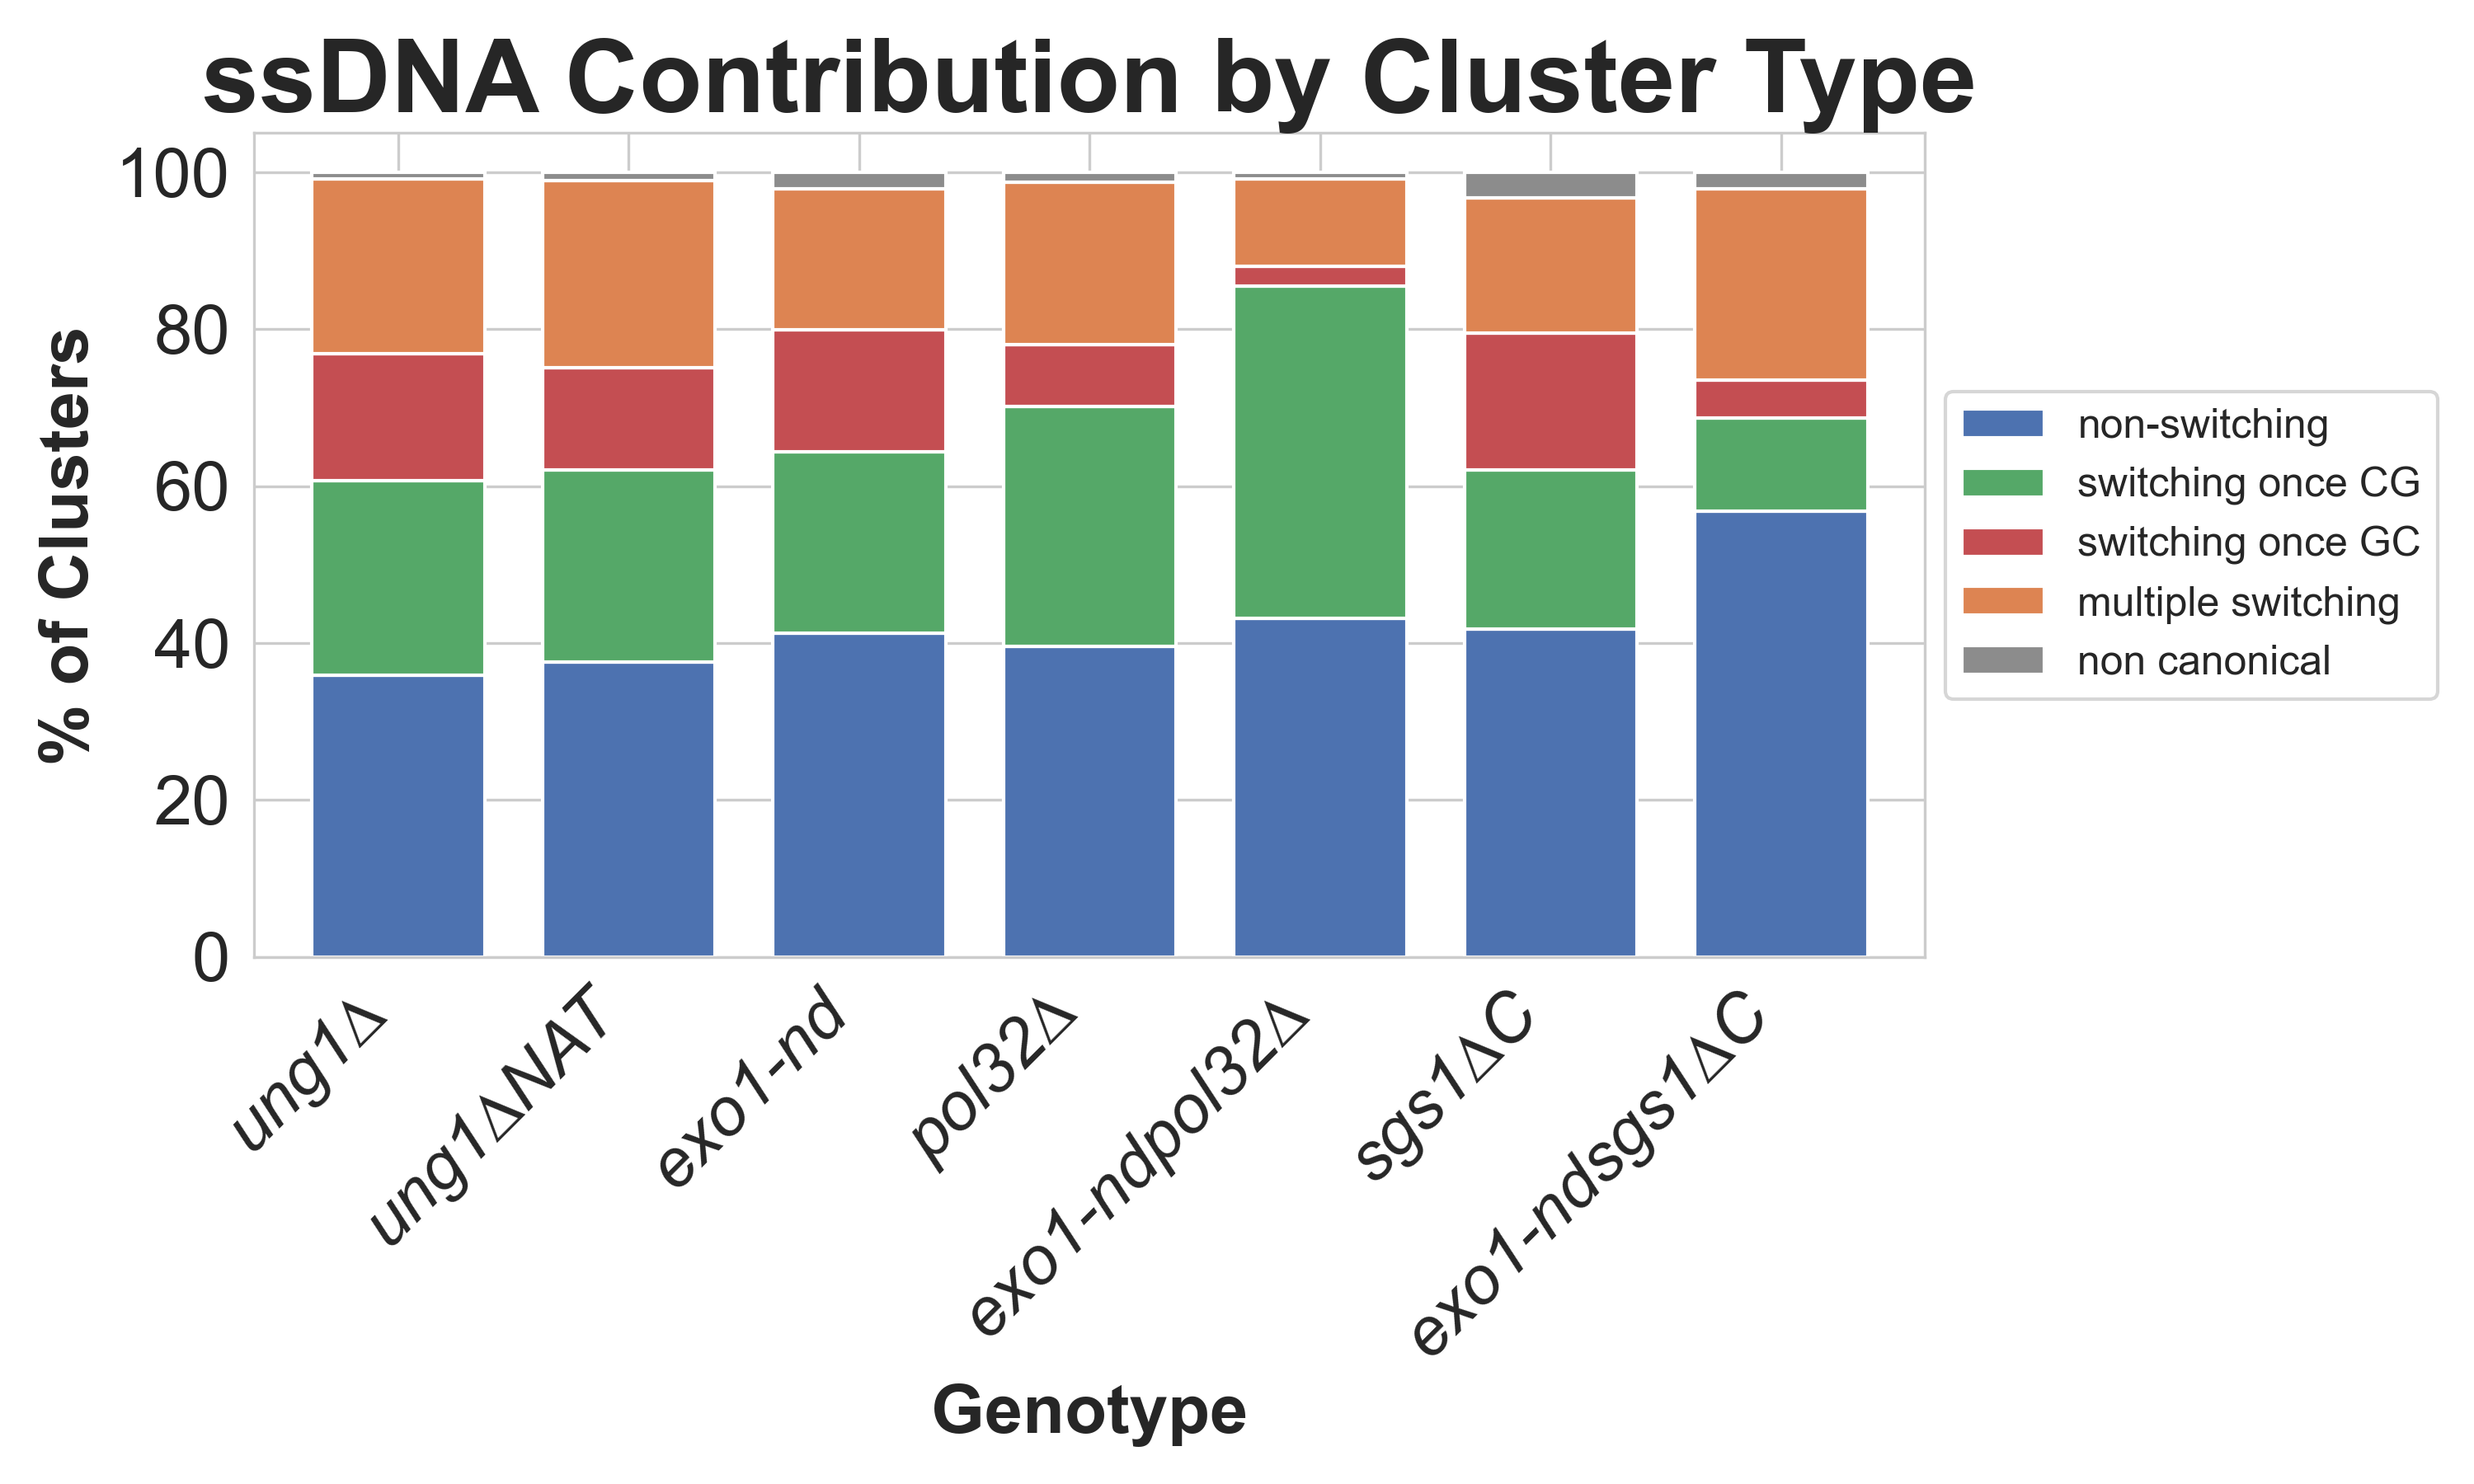 ssDNA Contribution by Cluster Type
% of Clusters
100
80
60
40
20
0
non-switching
switching once CG
switching once GC
multiple switching
non canonical
ung1Δ
ung1ΔNAT
exo1-nd
pol32Δ
exo1-ndpol32Δ
sgs1ΔC
exo1-ndsgs1ΔC
Genotype